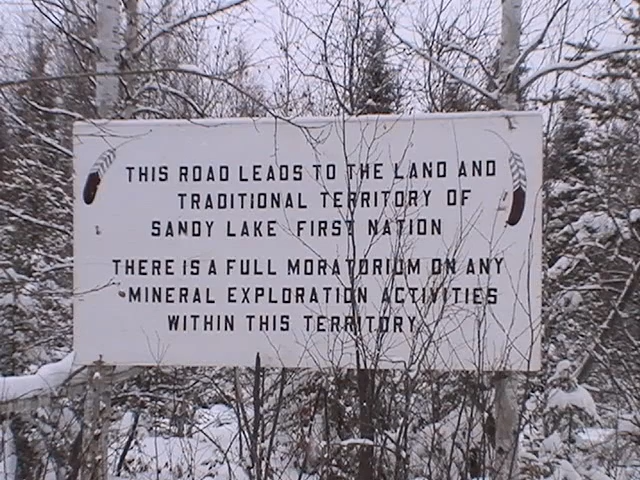 THIS ROAD LEADS TO THE LAND AND
TRADITIONAL TERRITORY OF
SANDY LAKE FIRST NATION
THERE IS A FULL MORATORIUM ON ANY
MINERAL EXPLORATION ACTIVITIES
WITHIN THIS TERRITORY